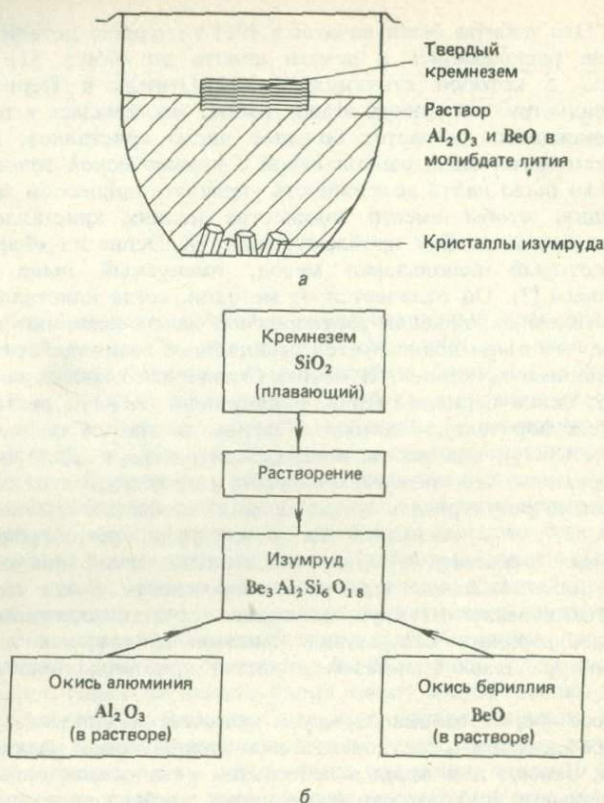 Твердый
кремнезем
Раствор
Al₂O₃ и BeO в
молибдате лития
Кристаллы изумруда
а
Кремнезем
SiO₂
(плавающий)
Растворение
Изумруд
Be₃Al₂Si₆O₁₈
Окись алюминия
Al₂O₃
(в растворе)
Окись бериллия
BeO
(в растворе)
б